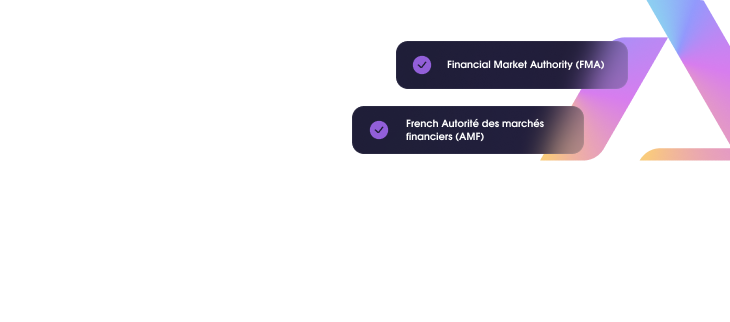 Financial Market Authority (FMA)
French Autorité des marchés
financiers (AMF)